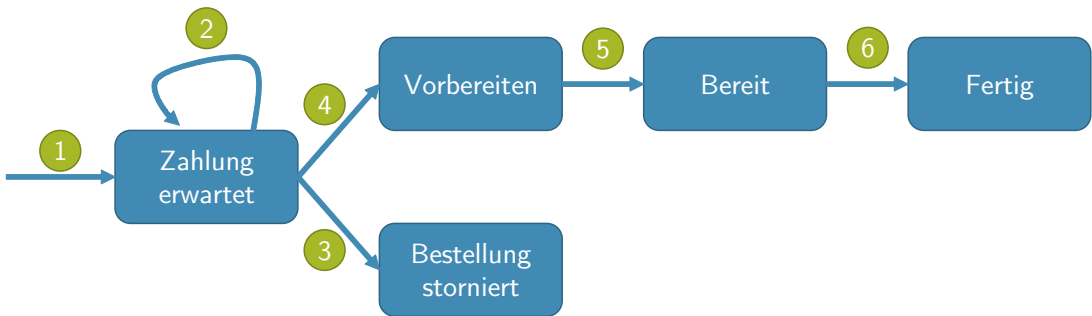 2
5
6
4
Vorbereiten
Bereit
Fertig
1
Zahlung
erwartet
3
Bestellung
storniert